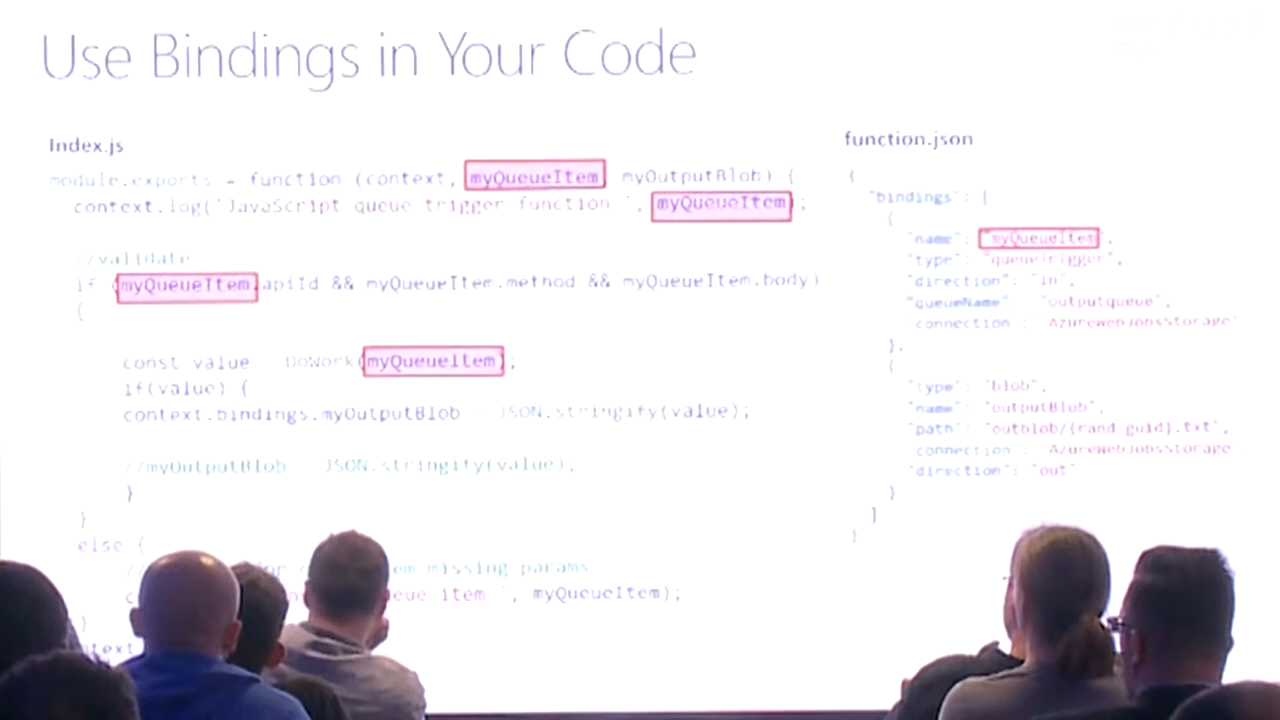 Use Bindings in Your Code
Index.js
module.exports = function (context, myQueueItem, myOutputBlob) {
context.log('JavaScript queue trigger function ', myQueueItem);
//validate
if (myQueueItem.apiId && myQueueItem.method && myQueueItem.body)
{
const value DoWork(myQueueItem);
if(value) {
context.bindings.myOutputBlob JSON.stringify(value);
//myOutputBlob JSON.stringify(value);
}
}
else {
// missing params
', myQueueItem);
}
function.json
{
"bindings": [
{
"name": "myQueueItem",
"type": "queueTrigger",
"direction": "in",
"queueName": "outputqueue",
connection : AzureWebJobsStorage"
},
{
"type": "blob",
"name": "outputBlob",
"path": "outblob/{rand-guid}.txt",
connection : AzureWebJobsStorage
"direction": "out"
}
]
}